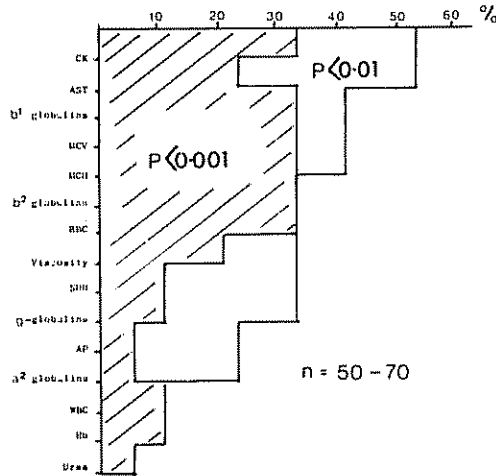 10 20 30 40 50 60 %
CK
AST
b¹ globulins
MCV
MCH
b² globulins
RBC
Viscosity
g-globulins
AP
a² globulins
WBC
Hb
Urea
P<0·01
P<0·001
n = 50-70